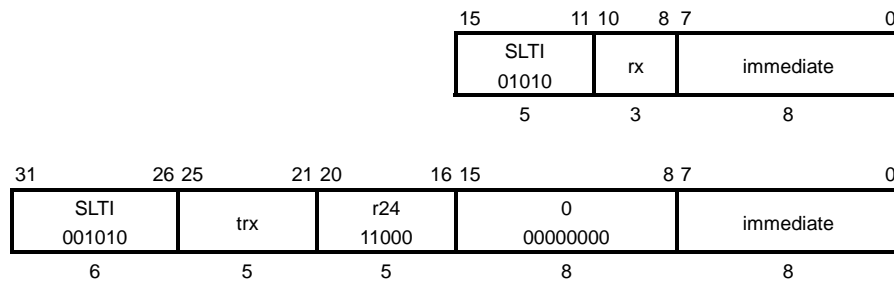 15 11 10 8 7 0
SLTI
01010
rx
immediate
5 3 8
31 26 25 21 20 16 15 8 7 0
SLTI
001010
trx
r24
11000
0
00000000
immediate
6 5 5 8 8